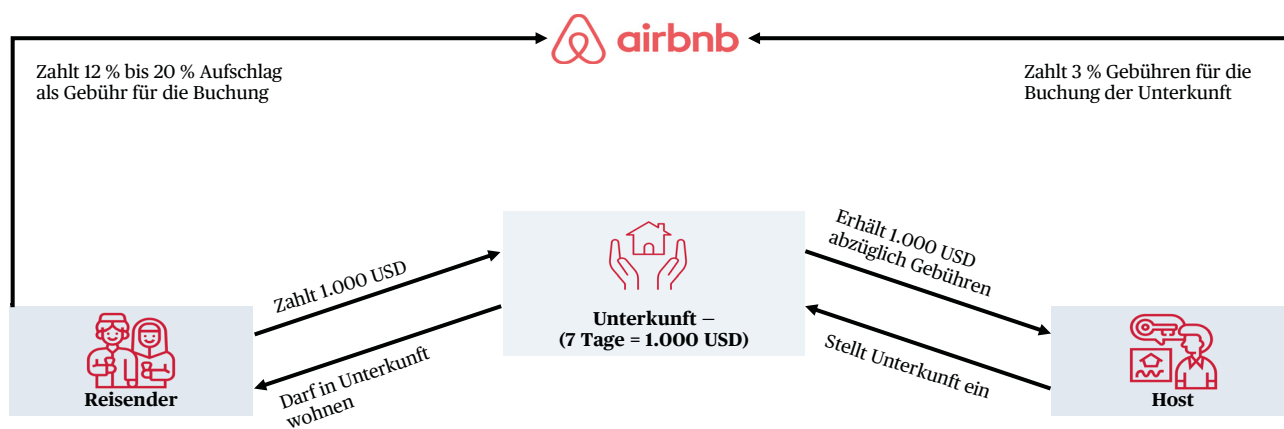 airbnb
Zahlt 12 % bis 20 % Aufschlag
als Gebühr für die Buchung
Zahlt 3 % Gebühren für die
Buchung der Unterkunft
Zahlt 1.000 USD
Erhält 1.000 USD
abzüglich Gebühren
Unterkunft –
(7 Tage = 1.000 USD)
Darf in Unterkunft
wohnen
Stellt Unterkunft ein
Reisender
Host